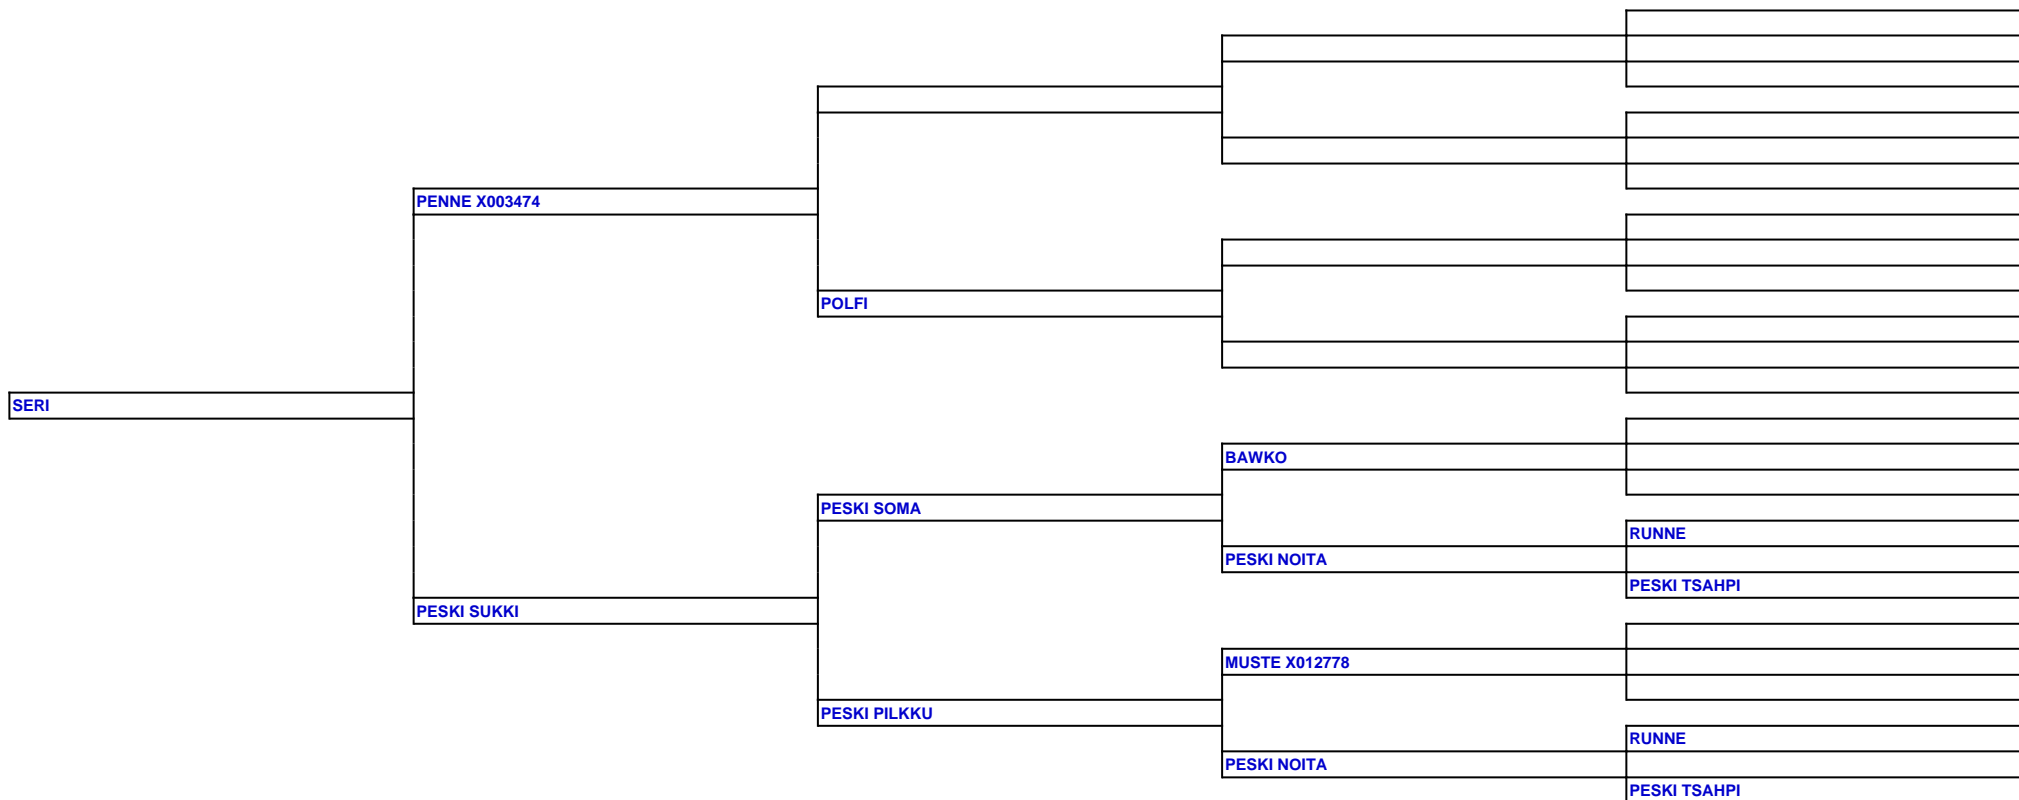 PENNE X003474
POLFI
SERI
BAWKO
PESKI SOMA
RUNNE
PESKI NOITA
PESKI TSAHPI
PESKI SUKKI
MUSTE X012778
PESKI PILKKU
RUNNE
PESKI NOITA
PESKI TSAHPI